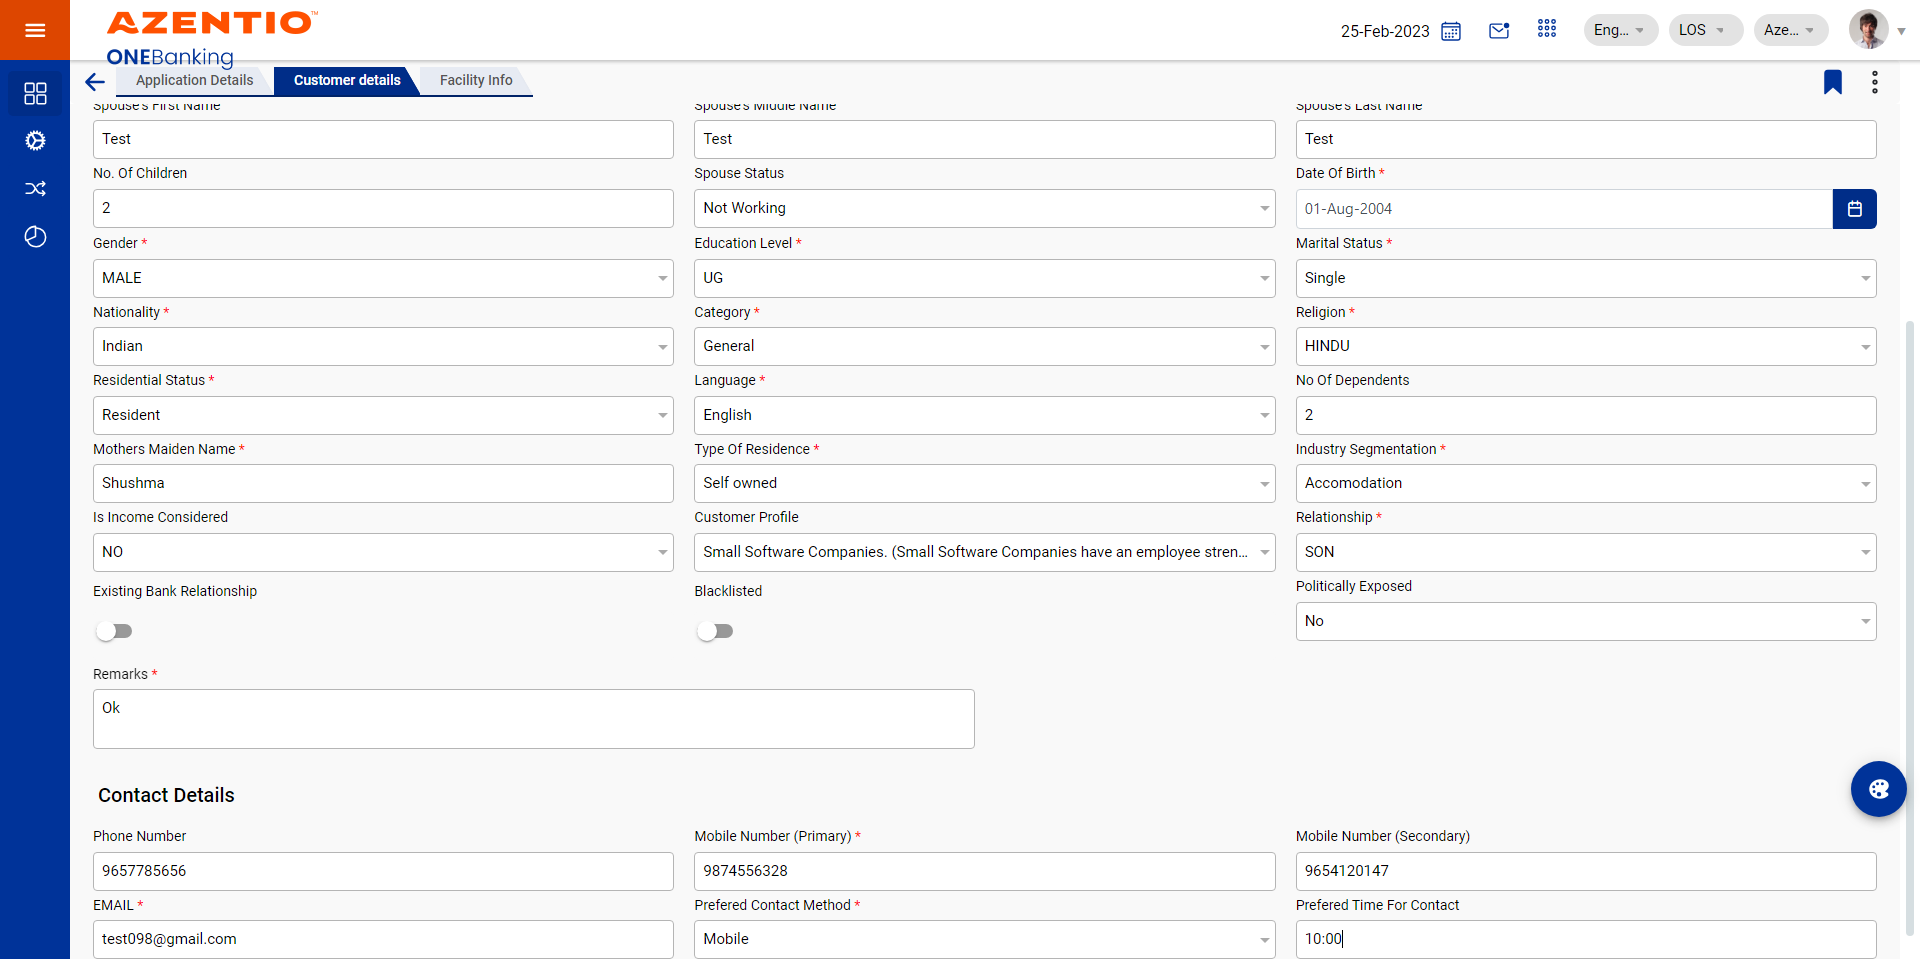 AZENTIO™
ONEBanking
25-Feb-2023
Eng...
LOS
Aze...
Application Details
Customer details
Facility Info
Spouse's First Name
Spouse's Middle Name
Spouse's Last Name
Test
Test
Test
No. Of Children
Spouse Status
Date Of Birth *
2
Not Working
01-Aug-2004
Gender *
Education Level *
Marital Status *
MALE
UG
Single
Nationality *
Category *
Religion *
Indian
General
HINDU
Residential Status *
Language *
No Of Dependents
Resident
English
2
Mothers Maiden Name *
Type Of Residence *
Industry Segmentation *
Shushma
Self owned
Accomodation
Is Income Considered
Customer Profile
Relationship *
NO
Small Software Companies. (Small Software Companies have an employee stren...
SON
Existing Bank Relationship
Blacklisted
Politically Exposed
No
Remarks *
Ok
Contact Details
Phone Number
Mobile Number (Primary) *
Mobile Number (Secondary)
9657785656
9874556328
9654120147
EMAIL *
Prefered Contact Method *
Prefered Time For Contact
test098@gmail.com
Mobile
10:00